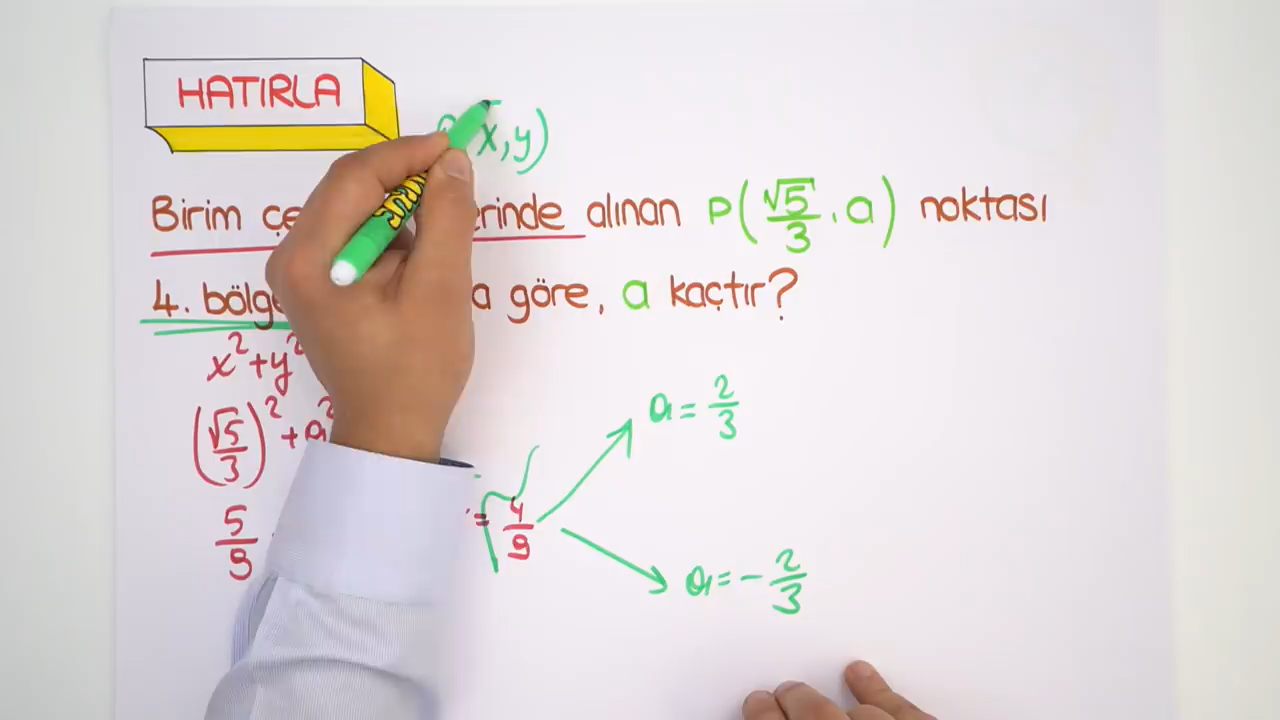 HATIRLA
x, y)
Birim erinde alınan P(√5/3, a) noktası
4. bölge a göre, a kaçtır?
x² + y²
(√5/3)² + a²
a = 2/3
5/9 = 4/9
a = - 2/3